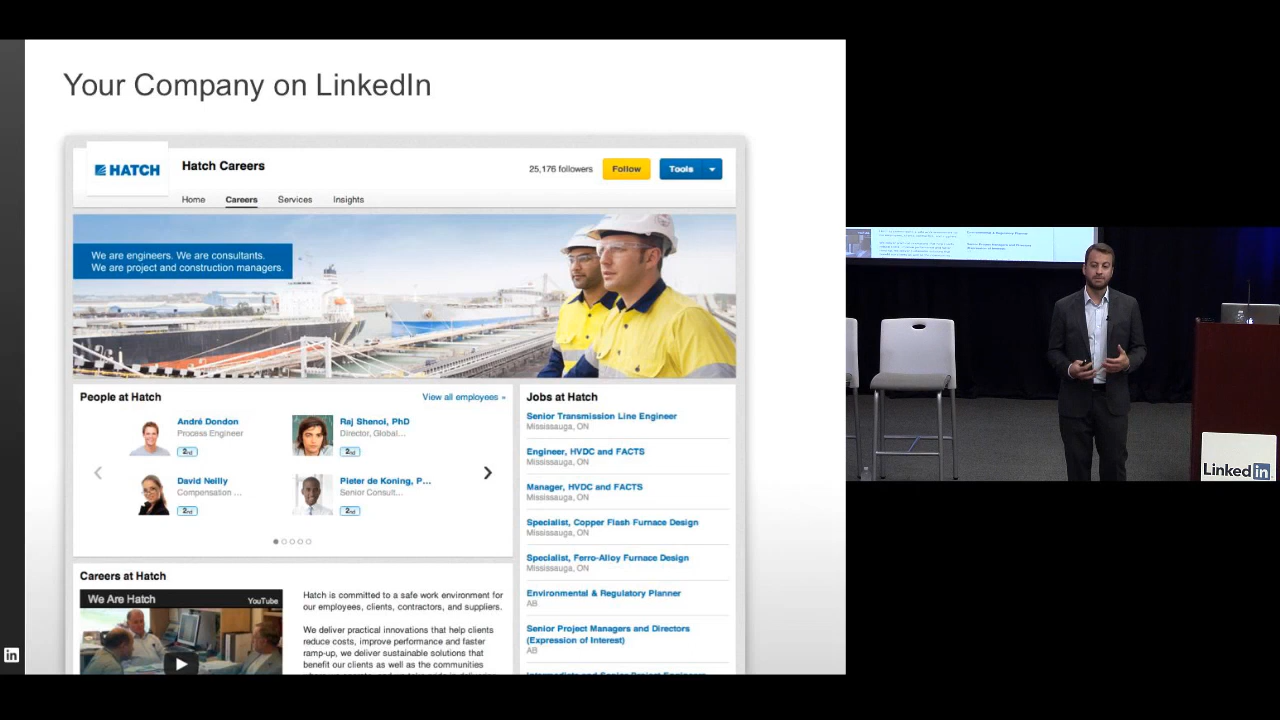 Your Company on LinkedIn
HATCH
Hatch Careers
25,176 followers
Follow
Tools
Home
Careers
Services
Insights
We are engineers. We are consultants.
We are project and construction managers.
People at Hatch
View all employees »
André Dondon
Process Engineer
2nd
Raj Shenoi, PhD
Director, Global...
2nd
David Neilly
Compensation ...
2nd
Pieter de Koning, P...
Senior Consult...
2nd
Careers at Hatch
We Are Hatch
YouTube
Hatch is committed to a safe work environment for
our employees, clients, contractors, and suppliers.
We deliver practical innovations that help clients
reduce costs, improve performance and faster
ramp-up, we deliver sustainable solutions that
benefit our clients as well as the communities
Jobs at Hatch
Senior Transmission Line Engineer
Mississauga, ON
Engineer, HVDC and FACTS
Mississauga, ON
Manager, HVDC and FACTS
Mississauga, ON
Specialist, Copper Flash Furnace Design
Mississauga, ON
Specialist, Ferro-Alloy Furnace Design
Mississauga, ON
Environmental & Regulatory Planner
AB
Senior Project Managers and Directors
(Expression of Interest)
AB
in
Linked in